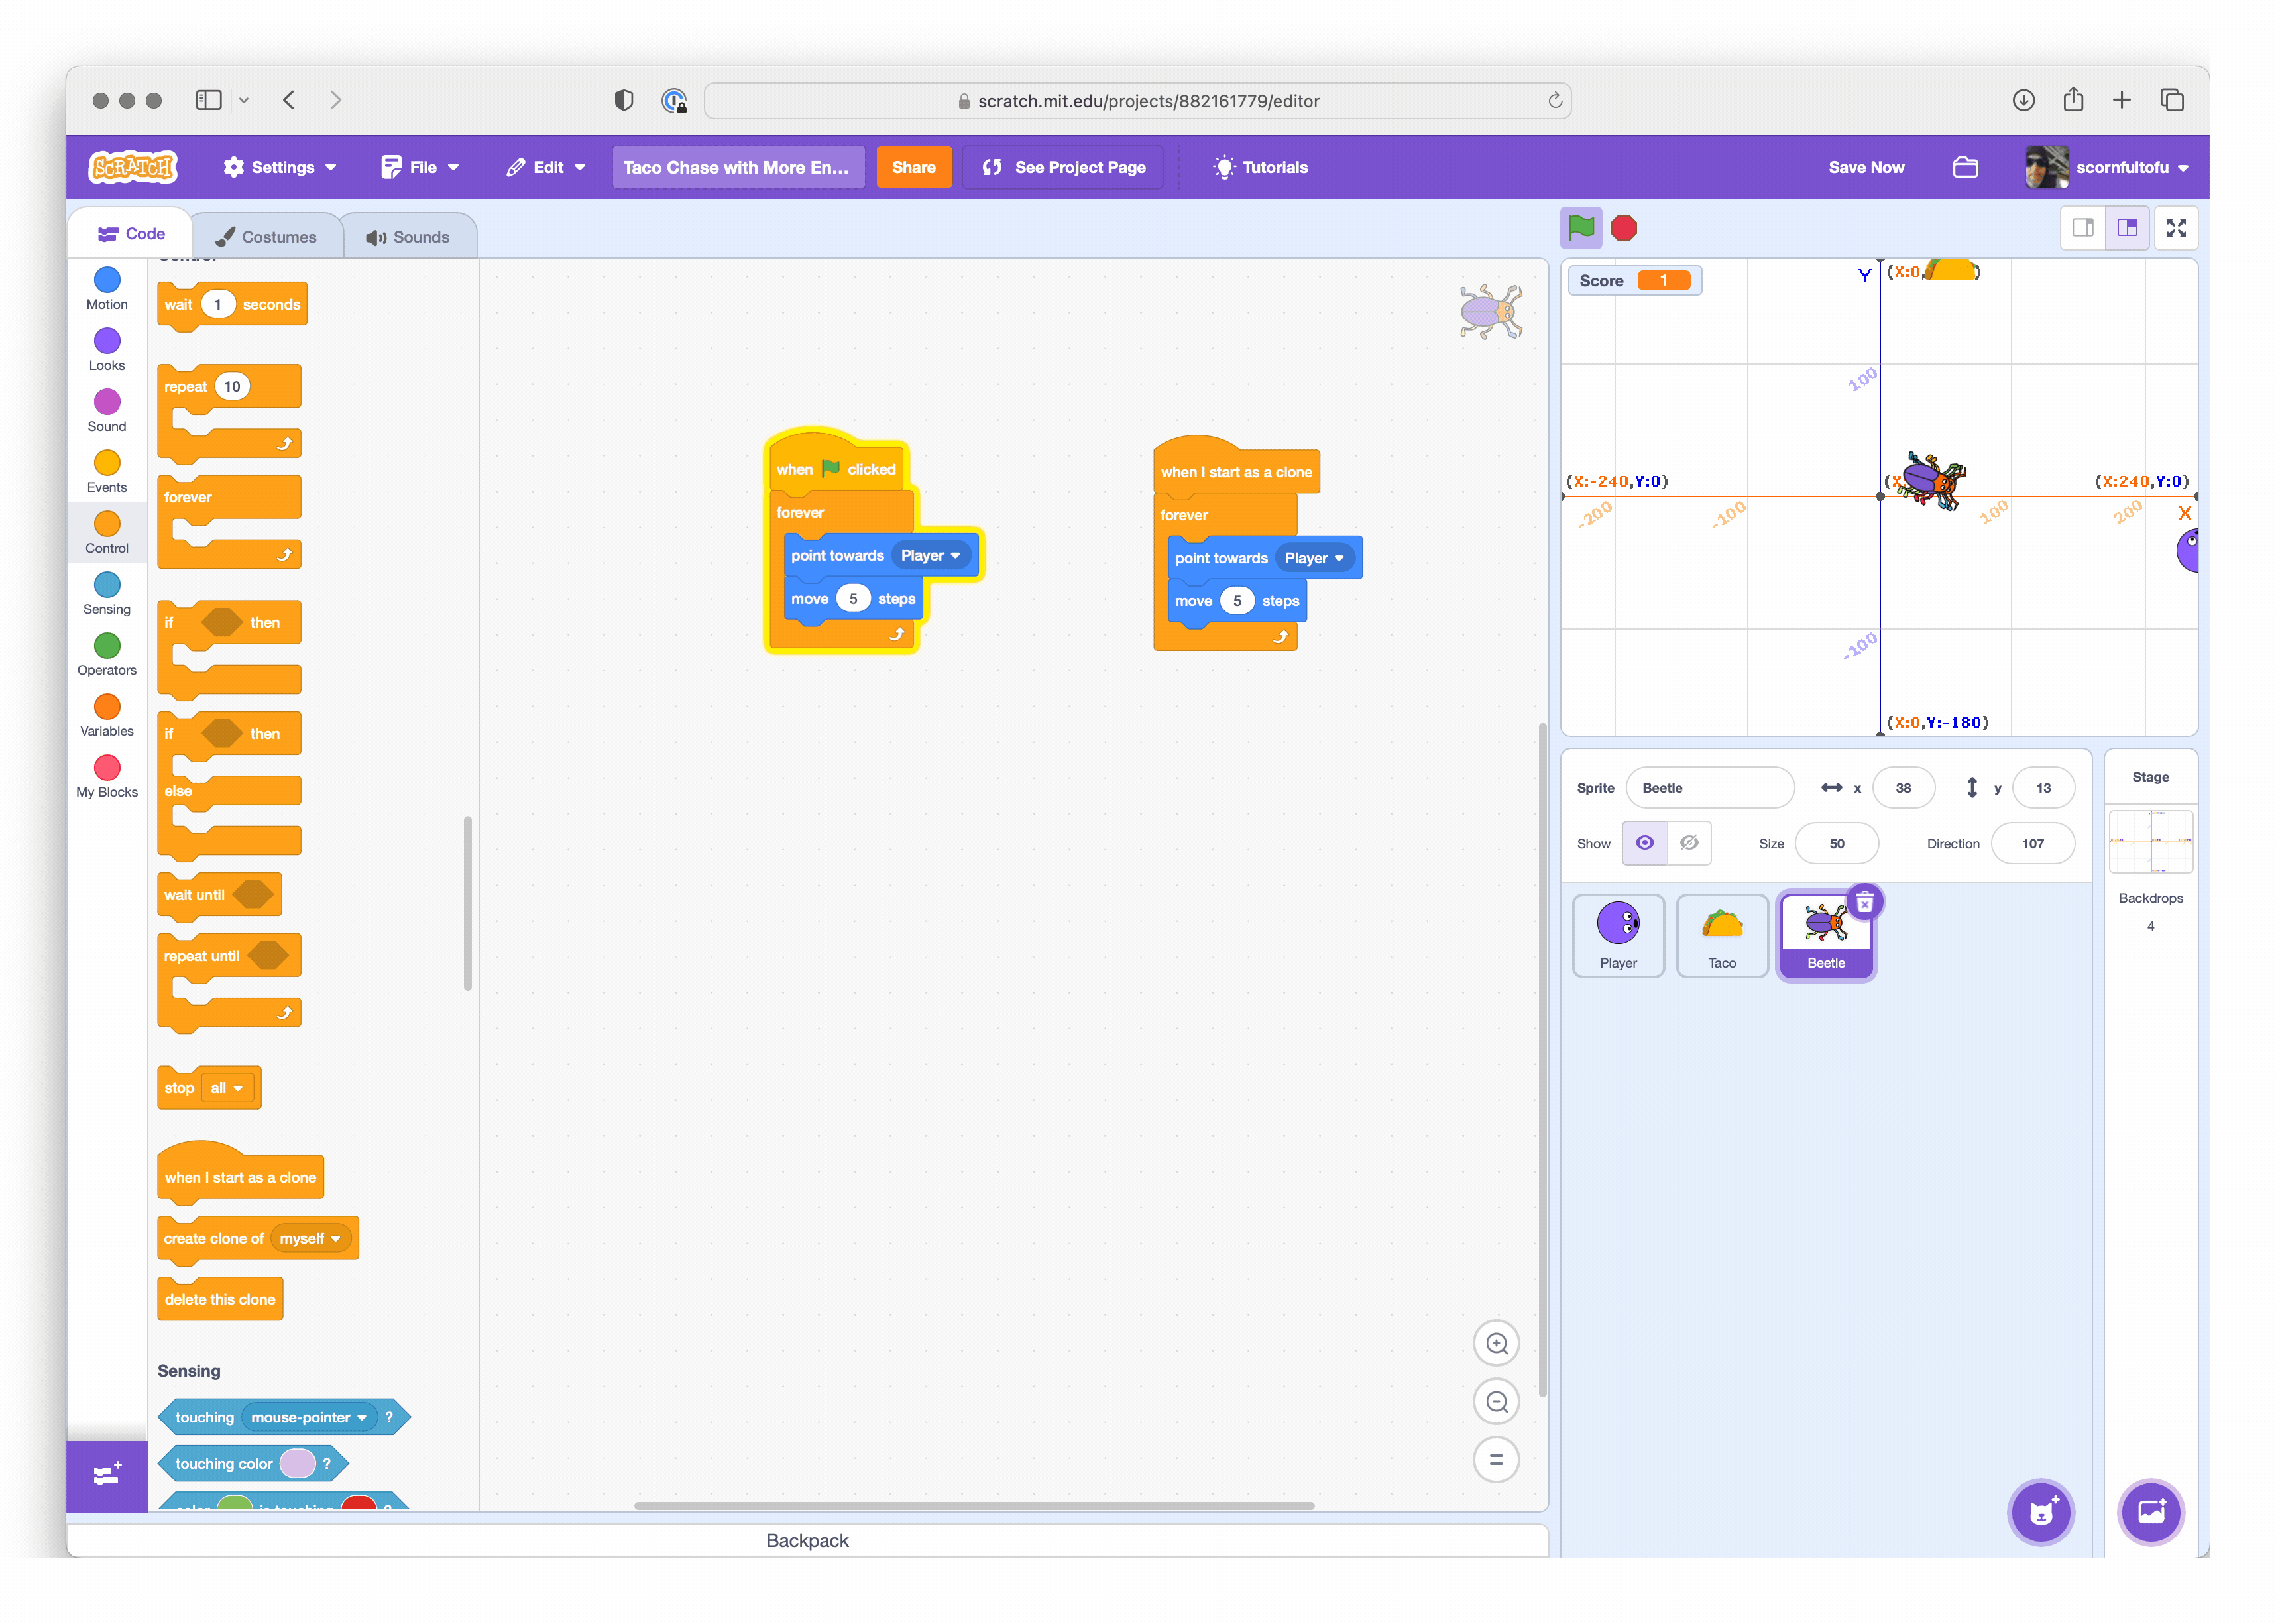 scratch.mit.edu/projects/882161779/editor
SCRATCH
Settings
File
Edit
Taco Chase with More En...
Share
See Project Page
Tutorials
Save Now
scornfultofu
Code
Costumes
Sounds
Motion
Looks
Sound
Events
Control
Sensing
Operators
Variables
My Blocks
Control
wait 1 seconds
repeat 10
forever
if then
if then
else
wait until
repeat until
stop all
when I start as a clone
create clone of myself
delete this clone
Sensing
touching mouse-pointer ?
touching color ?
color is touching ?
when clicked
forever
point towards Player
move 5 steps
when I start as a clone
forever
point towards Player
move 5 steps
Backpack
Score 1
Y
(X:0, )
100
(X:-240,Y:0)
(X
(X:240,Y:0)
-200
-100
100
200
X
-100
(X:0,Y:-180)
Sprite
Beetle
x 38
y 13
Show
Size 50
Direction 107
Player
Taco
Beetle
Stage
Backdrops
4